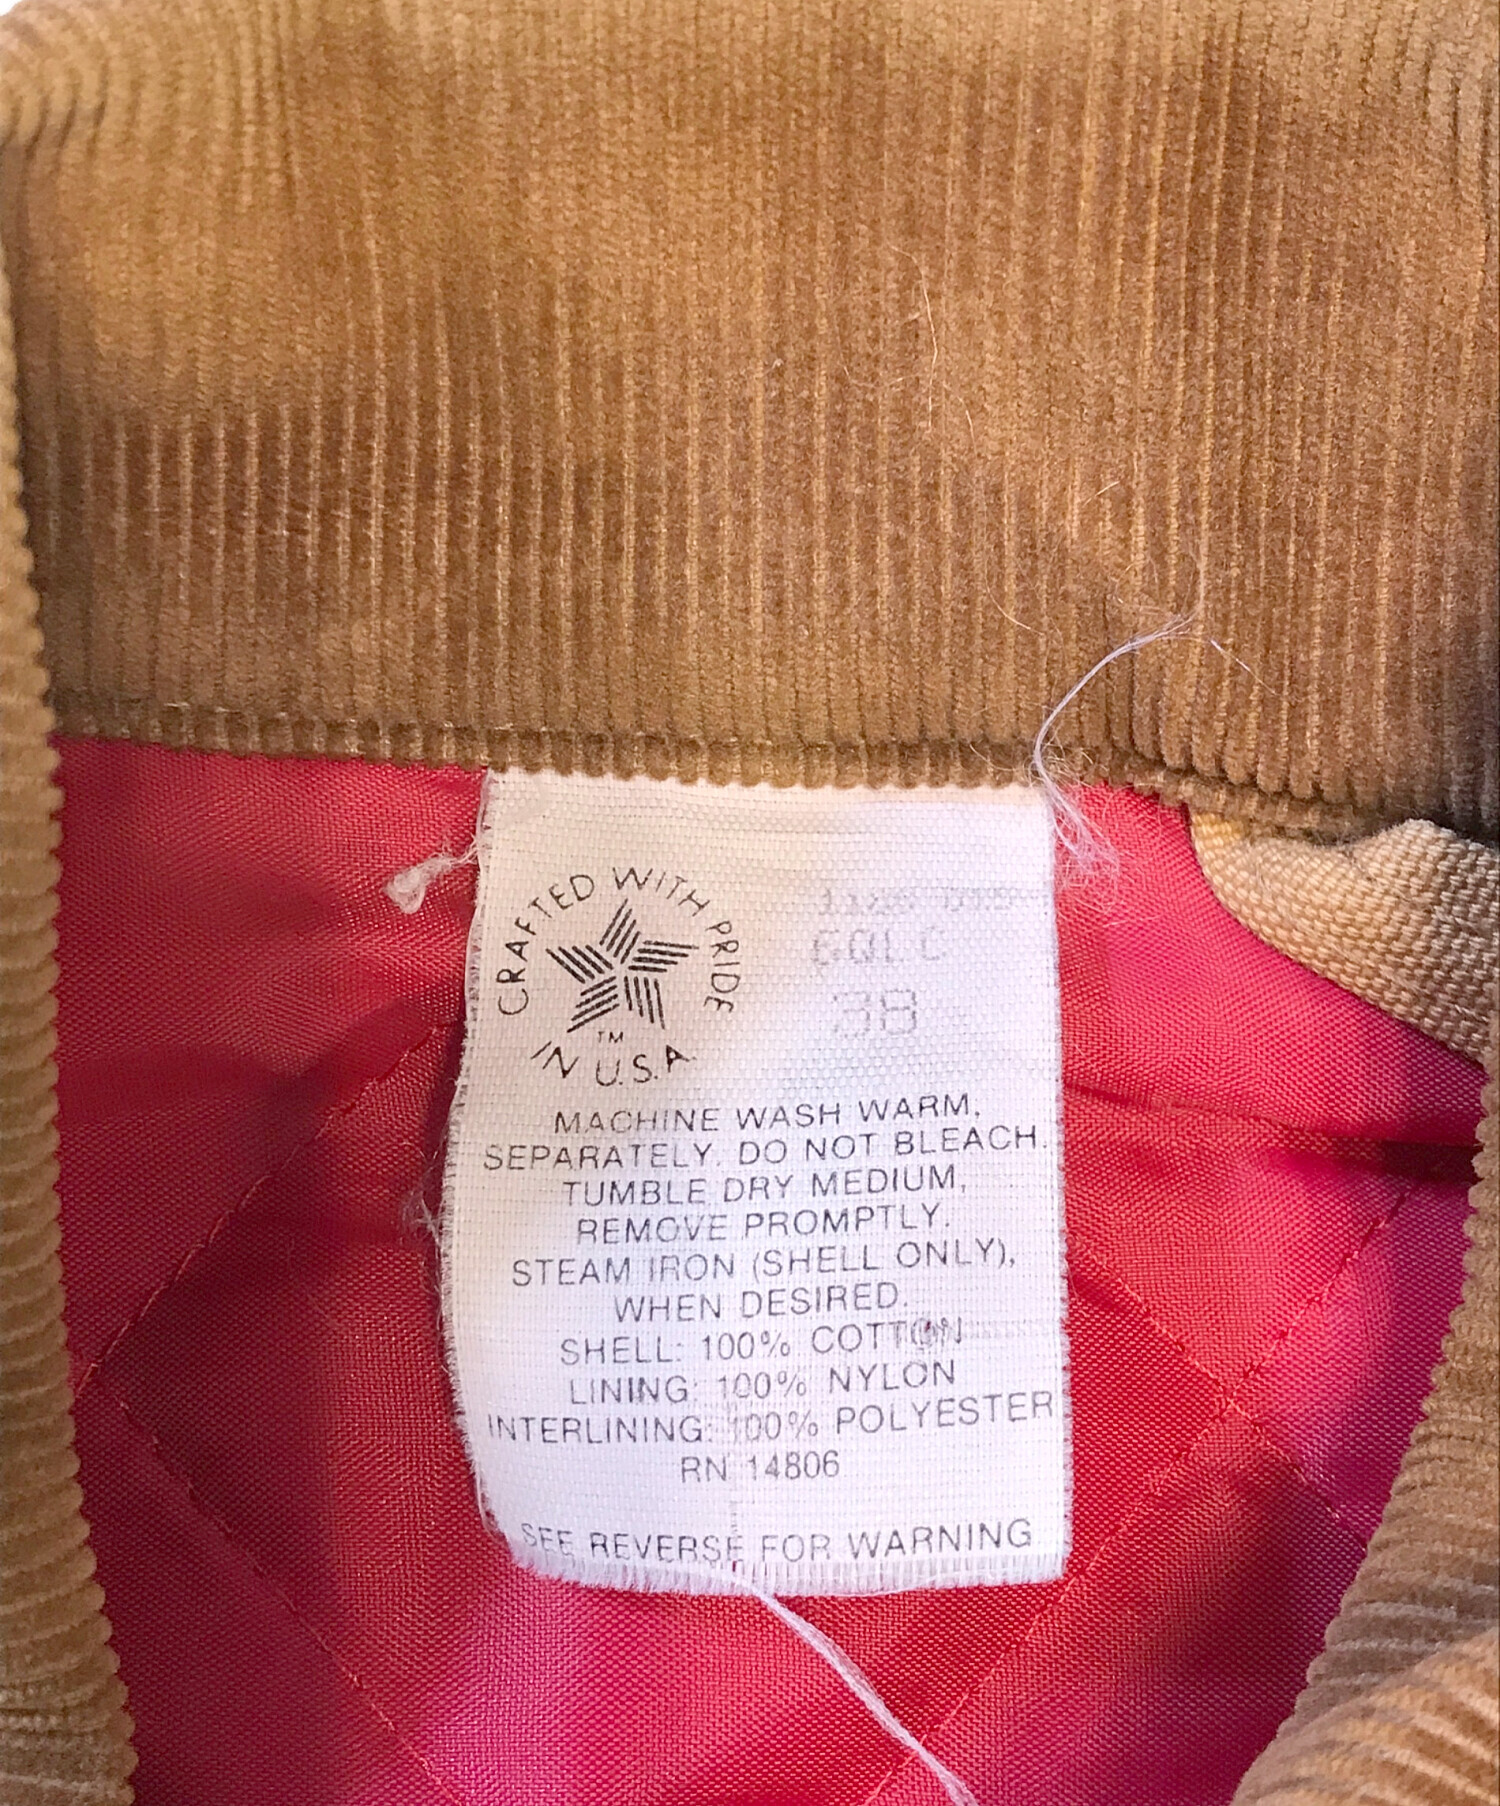 CRAFTED WITH PRIDE
TM
IN U.S.A.
6QLC
38
MACHINE WASH WARM,
SEPARATELY. DO NOT BLEACH.
TUMBLE DRY MEDIUM,
REMOVE PROMPTLY.
STEAM IRON (SHELL ONLY),
WHEN DESIRED.
SHELL: 100% COTTON
LINING: 100% NYLON
INTERLINING: 100% POLYESTER
RN 14806
SEE REVERSE FOR WARNING